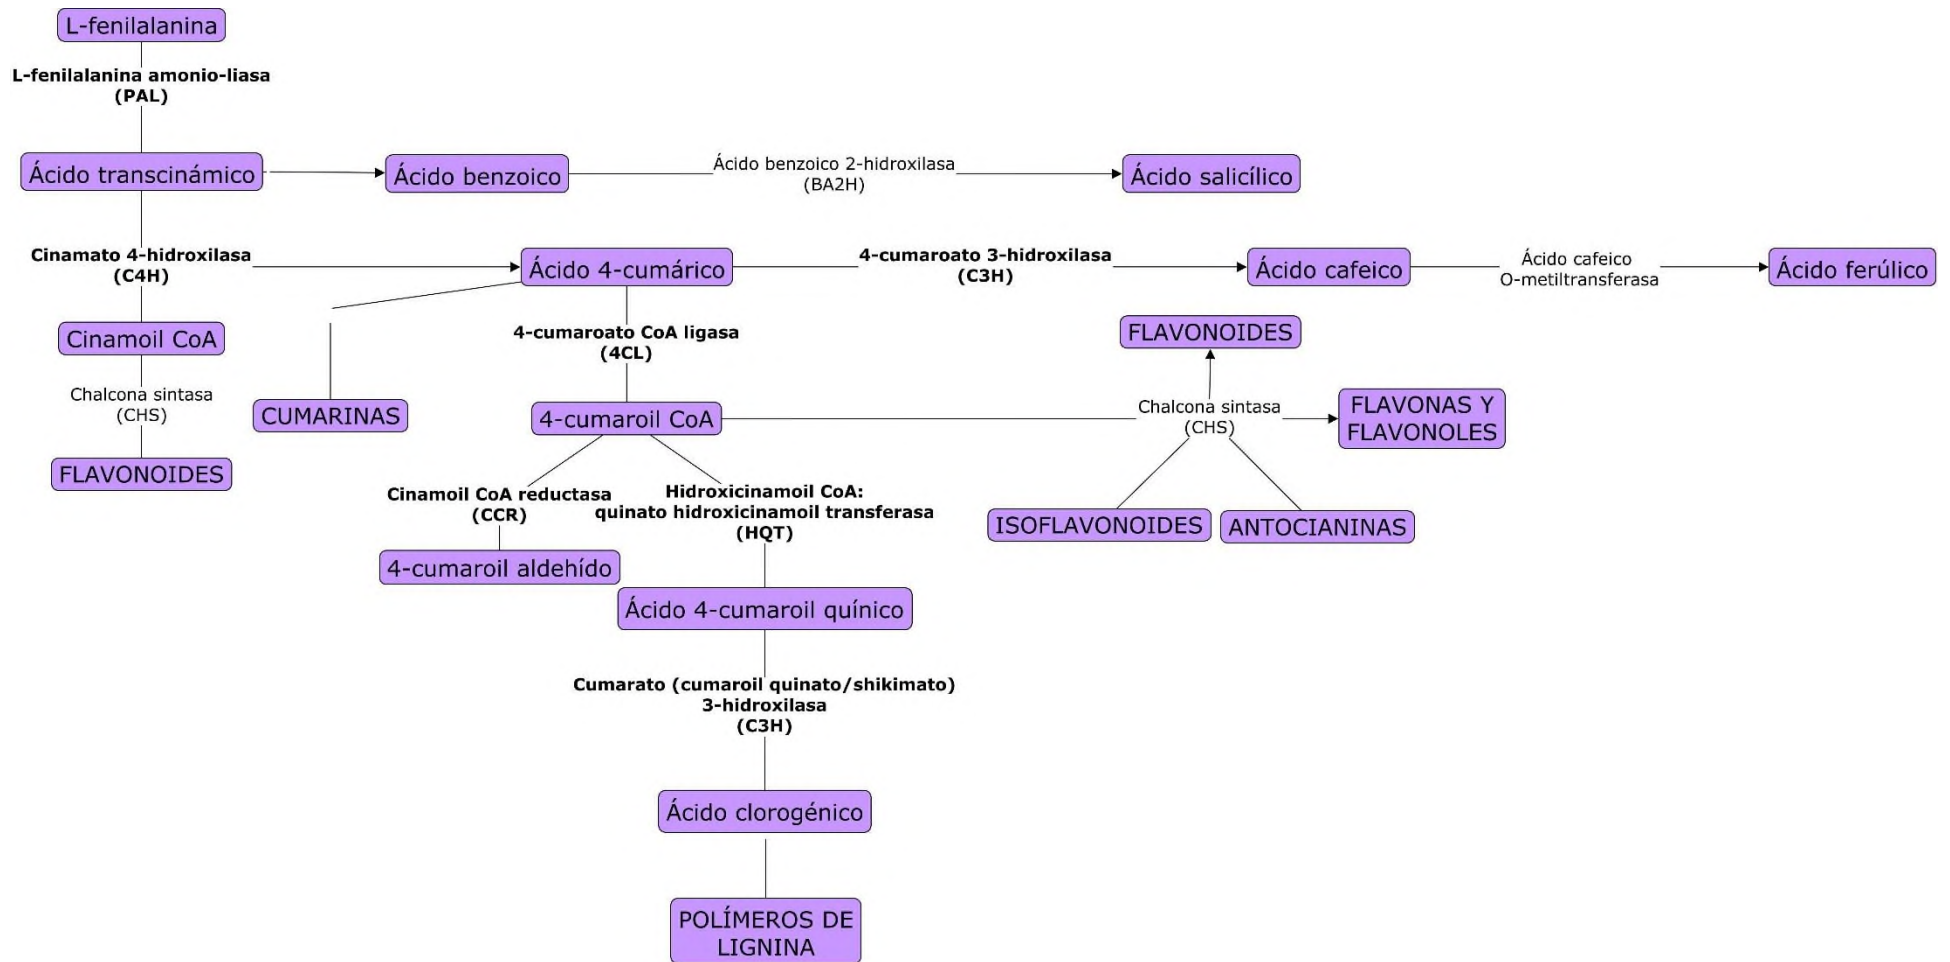 L-fenilalanina
L-fenilalanina amonio-liasa
(PAL)
Ácido transcinámico
Ácido benzoico
Ácido benzoico 2-hidroxilasa
(BA2H)
Ácido salicílico
Cinamato 4-hidroxilasa
(C4H)
Ácido 4-cumárico
4-cumaroato 3-hidroxilasa
(C3H)
Ácido cafeico
Ácido cafeico
O-metiltransferasa
Ácido ferúlico
Cinamoil CoA
4-cumaroato CoA ligasa
(4CL)
FLAVONOIDES
Chalcona sintasa
(CHS)
CUMARINAS
4-cumaroil CoA
Chalcona sintasa
(CHS)
FLAVONAS Y
FLAVONOLES
FLAVONOIDES
Cinamoil CoA reductasa
(CCR)
Hidroxicinamoil CoA:
quinato hidroxicinamoil transferasa
(HQT)
ISOFLAVONOIDES
ANTOCIANINAS
4-cumaroil aldehído
Ácido 4-cumaroil quínico
Cumarato (cumaroil quinato/shikimato)
3-hidroxilasa
(C3H)
Ácido clorogénico
POLÍMEROS DE
LIGNINA